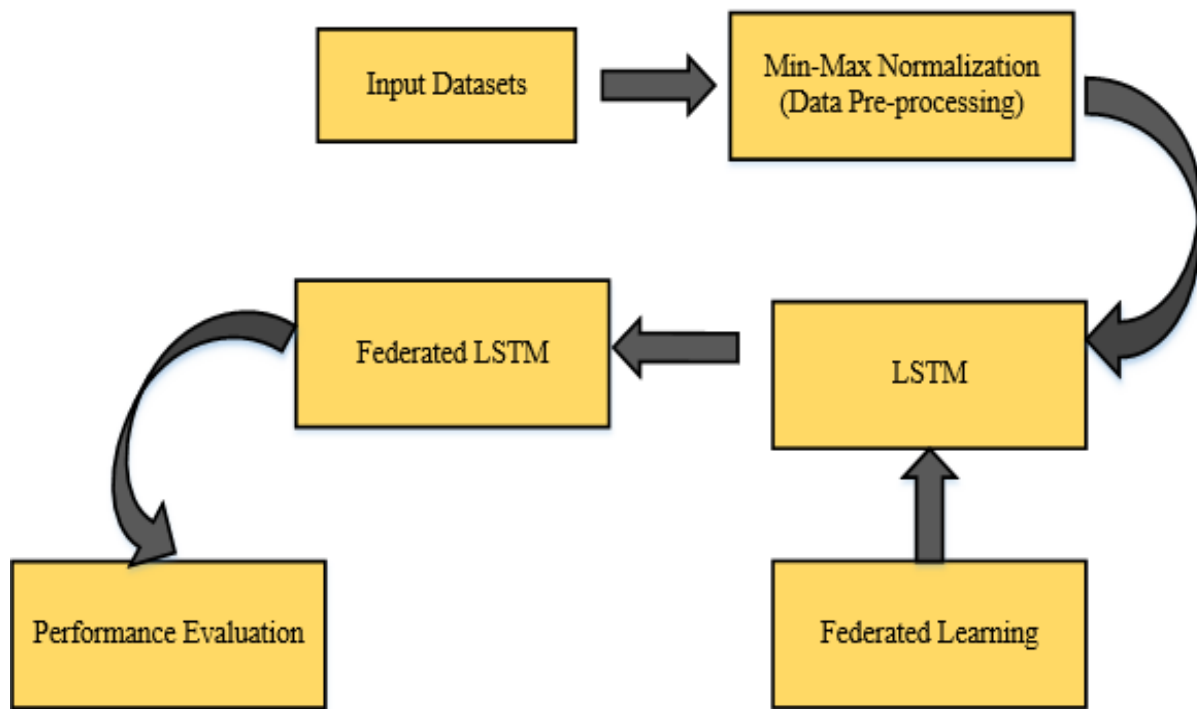 Input Datasets
Min-Max Normalization
(Data Pre-processing)
Federated LSTM
LSTM
Performance Evaluation
Federated Learning